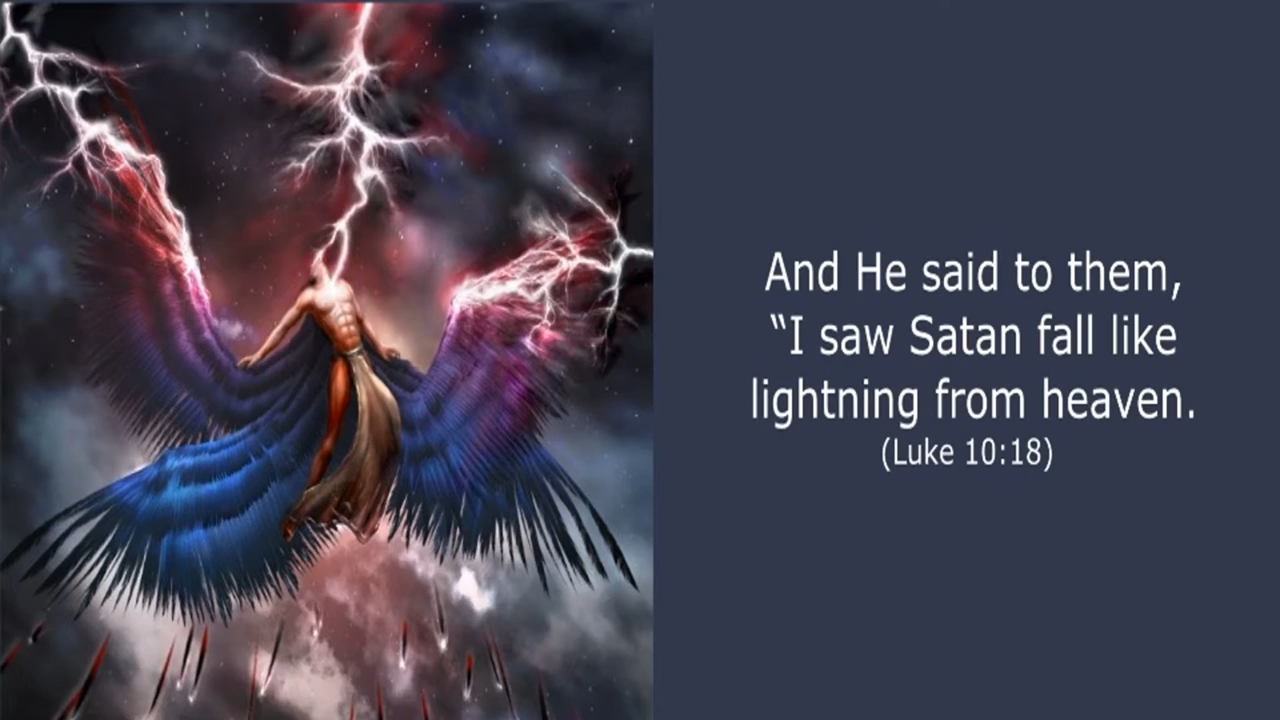 And He said to them,
“I saw Satan fall like
lightning from heaven.
(Luke 10:18)